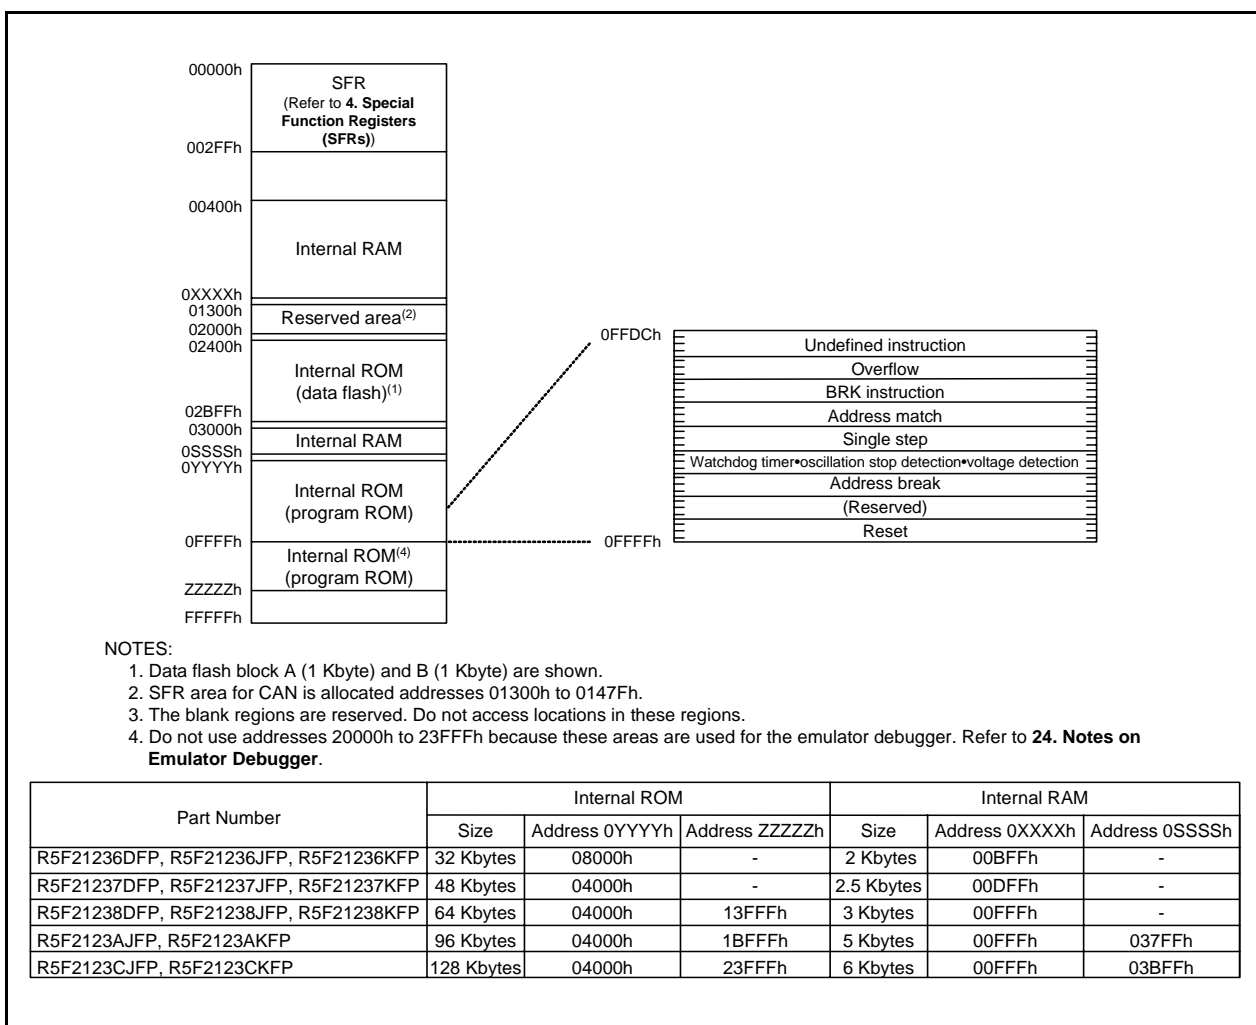 00000h
SFR
(Refer to 4. Special
Function Registers
(SFRs))
002FFh
00400h
Internal RAM
0XXXXh
01300h
Reserved area(2)
02000h
02400h
Internal ROM
(data flash)(1)
02BFFh
03000h
Internal RAM
0SSSSh
0YYYYh
Internal ROM
(program ROM)
0FFFFh
Internal ROM(4)
(program ROM)
ZZZZZh
FFFFFh
0FFDCh
Undefined instruction
Overflow
BRK instruction
Address match
Single step
Watchdog timer•oscillation stop detection•voltage detection
Address break
(Reserved)
Reset
0FFFFh
NOTES:
1. Data flash block A (1 Kbyte) and B (1 Kbyte) are shown.
2. SFR area for CAN is allocated addresses 01300h to 0147Fh.
3. The blank regions are reserved. Do not access locations in these regions.
4. Do not use addresses 20000h to 23FFFh because these areas are used for the emulator debugger. Refer to 24. Notes on
Emulator Debugger.
Part Number Internal ROM Internal RAM
Size Address 0YYYYh Address ZZZZZh Size Address 0XXXXh Address 0SSSSh
R5F21236DFP, R5F21236JFP, R5F21236KFP 32 Kbytes 08000h - 2 Kbytes 00BFFh -
R5F21237DFP, R5F21237JFP, R5F21237KFP 48 Kbytes 04000h - 2.5 Kbytes 00DFFh -
R5F21238DFP, R5F21238JFP, R5F21238KFP 64 Kbytes 04000h 13FFFh 3 Kbytes 00FFFh -
R5F2123AJFP, R5F2123AKFP 96 Kbytes 04000h 1BFFFh 5 Kbytes 00FFFh 037FFh
R5F2123CJFP, R5F2123CKFP 128 Kbytes 04000h 23FFFh 6 Kbytes 00FFFh 03BFFh